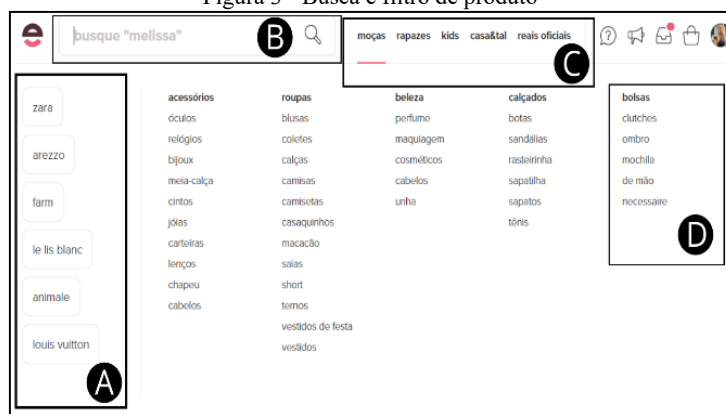 Figura 3 - Busca e filtro de produto
busque "melissa"
B
moças rapazes kids casa&tal reais oficiais
C
zara
arezzo
farm
le lis blanc
animale
louis vuitton
A
acessórios
óculos
relógios
bijoux
meia-calça
cintos
jóias
carteiras
lenços
chapeu
cabelos
roupas
blusas
coletes
calças
camisas
camisetas
casaquinhos
macacão
saias
short
ternos
vestidos de festa
vestidos
beleza
perfume
maquiagem
cosméticos
cabelos
unha
calçados
botas
sandálias
rasteirinha
sapatilha
sapatos
tênis
bolsas
clutches
ombro
mochila
de mão
necessaire
D